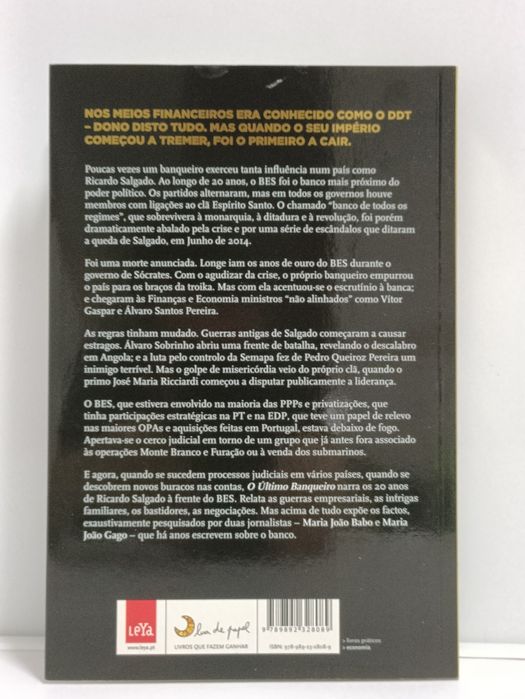 NOS MEIOS FINANCEIROS ERA CONHECIDO COMO O DDT
– DONO DISTO TUDO. MAS QUANDO O SEU IMPÉRIO
COMEÇOU A TREMER, FOI O PRIMEIRO A CAIR.
Poucas vezes um banqueiro exerceu tanta influência num país como
Ricardo Salgado. Ao longo de 20 anos, o BES foi o banco mais próximo do
poder político. Os partidos alternaram, mas em todos os governos houve
membros com ligações ao clã Espírito Santo. O chamado “banco de todos os
regimes”, que sobrevivera à monarquia, à ditadura e à revolução, foi porém
dramaticamente abalado pela crise e por uma série de escândalos que ditaram
a queda de Salgado, em Junho de 2014.
Foi uma morte anunciada. Longe iam os anos de ouro do BES durante o
governo de Sócrates. Com o agudizar da crise, o próprio banqueiro empurrou
o país para os braços da troika. Mas com ela acentuou-se o escrutínio à banca;
e chegaram às Finanças e Economia ministros “não alinhados” como Vítor
Gaspar e Álvaro Santos Pereira.
As regras tinham mudado. Guerras antigas de Salgado começaram a causar
estragos. Álvaro Sobrinho abriu uma frente de batalha, revelando o descalabro
em Angola; e a luta pelo controlo da Semapa fez de Pedro Queiroz Pereira um
inimigo terrível. Mas o golpe de misericórdia veio do próprio clã, quando o
primo José Maria Ricciardi começou a disputar publicamente a liderança.
O BES, que estivera envolvido na maioria das PPPs e privatizações, que
tinha participações estratégicas na PT e na EDP, que teve um papel de relevo
nas maiores OPAs e aquisições feitas em Portugal, estava debaixo de fogo.
Apertava-se o cerco judicial em torno de um grupo que já antes fora associado
às operações Monte Branco e Furacão ou à venda dos submarinos.
E agora, quando se sucedem processos judiciais em vários países, quando se
descobrem novos buracos nas contas, O Último Banqueiro narra os 20 anos
de Ricardo Salgado à frente do BES. Relata as guerras empresariais, as intrigas
familiares, os bastidores, as negociações. Mas acima de tudo expõe os factos,
exaustivamente pesquisados por duas jornalistas – Maria João Babo e Maria
João Gago – que há anos escrevem sobre o banco.
LeYa
www.leya.pt
lua de papel
LIVROS QUE FAZEM GANHAR
9 789892 328089
ISBN: 978-989-23-2808-9
> livros práticos
> economia